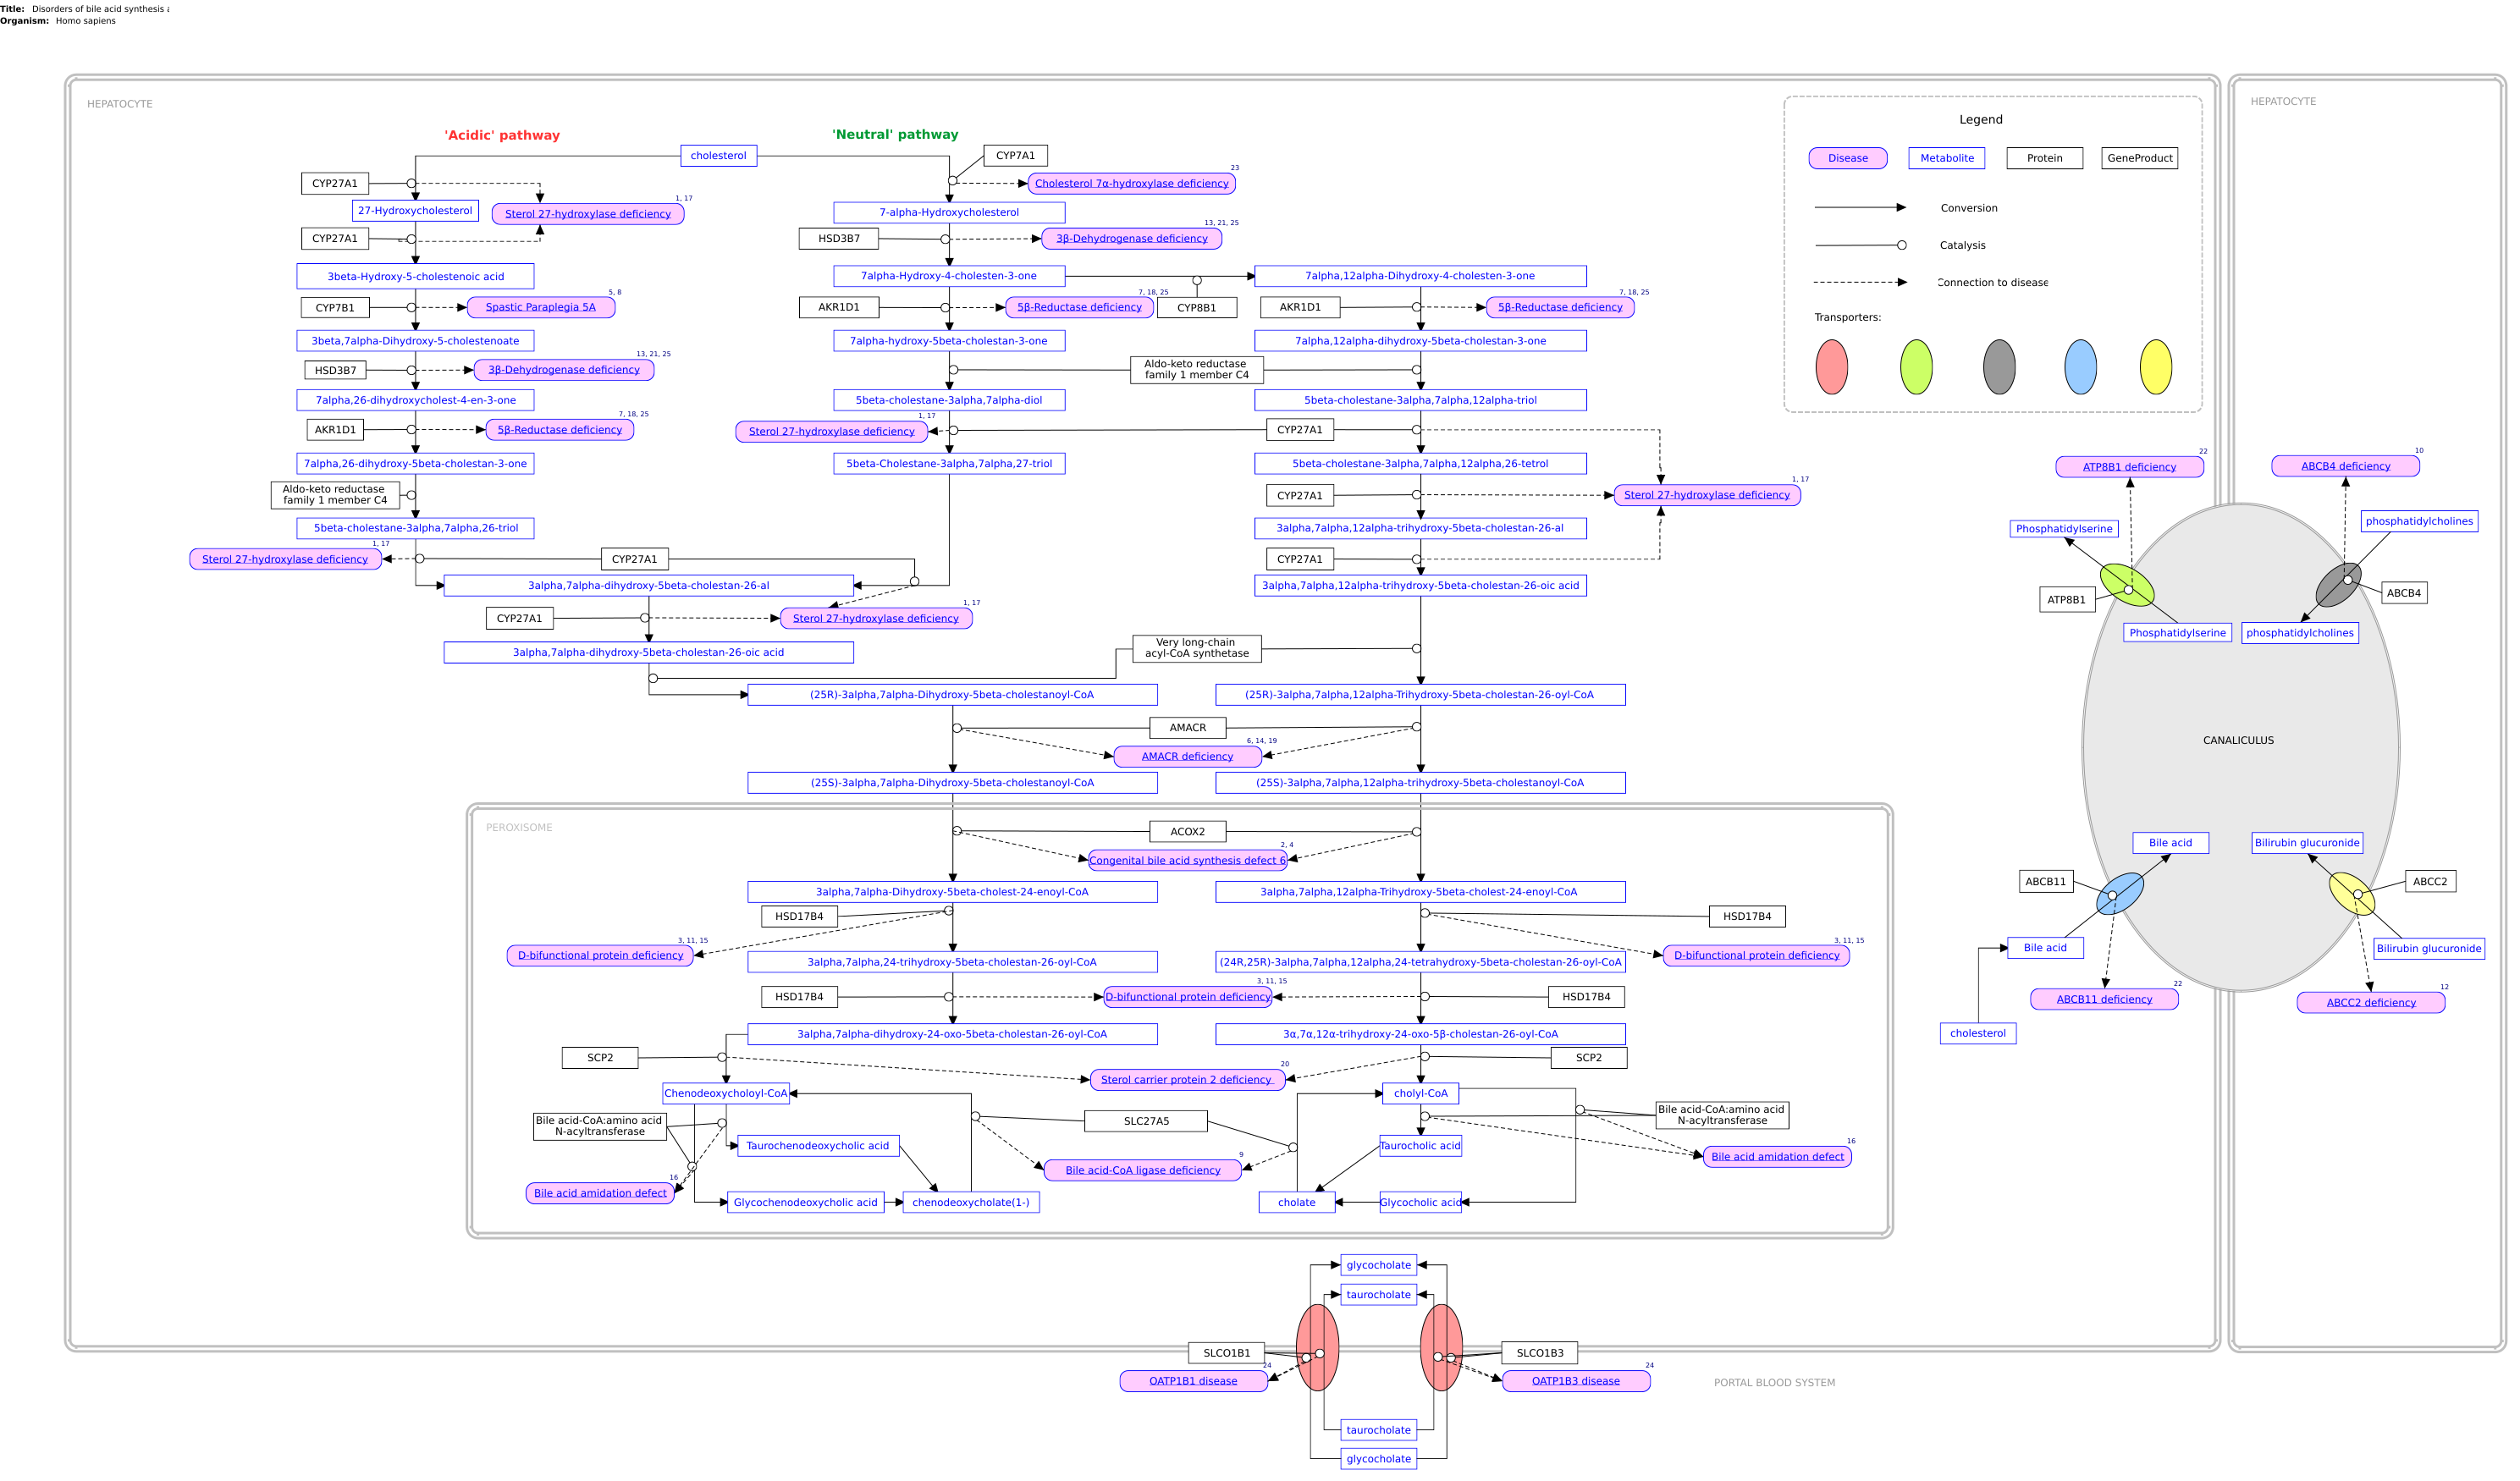 Title: Disorders of bile acid synthesis
Organism: Homo sapiens
HEPATOCYTE
'Acidic' pathway
'Neutral' pathway
cholesterol
CYP7A1
CYP27A1
Cholesterol 7α-hydroxylase deficiency
23
27-Hydroxycholesterol
Sterol 27-hydroxylase deficiency
1, 17
7-alpha-Hydroxycholesterol
CYP27A1
HSD3B7
3β-Dehydrogenase deficiency
13, 21, 25
3beta-Hydroxy-5-cholestenoic acid
7alpha-Hydroxy-4-cholesten-3-one
7alpha,12alpha-Dihydroxy-4-cholesten-3-one
CYP7B1
Spastic Paraplegia 5A
5, 8
AKR1D1
5β-Reductase deficiency
7, 18, 25
CYP8B1
AKR1D1
5β-Reductase deficiency
7, 18, 25
3beta,7alpha-Dihydroxy-5-cholestenoate
7alpha-hydroxy-5beta-cholestan-3-one
7alpha,12alpha-dihydroxy-5beta-cholestan-3-one
HSD3B7
3β-Dehydrogenase deficiency
13, 21, 25
Aldo-keto reductase
family 1 member C4
7alpha,26-dihydroxycholest-4-en-3-one
5beta-cholestane-3alpha,7alpha-diol
5beta-cholestane-3alpha,7alpha,12alpha-triol
AKR1D1
5β-Reductase deficiency
7, 18, 25
Sterol 27-hydroxylase deficiency
1, 17
CYP27A1
7alpha,26-dihydroxy-5beta-cholestan-3-one
5beta-Cholestane-3alpha,7alpha,27-triol
5beta-cholestane-3alpha,7alpha,12alpha,26-tetrol
Aldo-keto reductase
family 1 member C4
CYP27A1
Sterol 27-hydroxylase deficiency
1, 17
5beta-cholestane-3alpha,7alpha,26-triol
3alpha,7alpha,12alpha-trihydroxy-5beta-cholestan-26-al
Sterol 27-hydroxylase deficiency
1, 17
CYP27A1
CYP27A1
3alpha,7alpha-dihydroxy-5beta-cholestan-26-al
3alpha,7alpha,12alpha-trihydroxy-5beta-cholestan-26-oic acid
CYP27A1
Sterol 27-hydroxylase deficiency
1, 17
3alpha,7alpha-dihydroxy-5beta-cholestan-26-oic acid
Very long-chain
acyl-CoA synthetase
(25R)-3alpha,7alpha-Dihydroxy-5beta-cholestanoyl-CoA
(25R)-3alpha,7alpha,12alpha-Trihydroxy-5beta-cholestan-26-oyl-CoA
AMACR
AMACR deficiency
6, 14, 19
(25S)-3alpha,7alpha-Dihydroxy-5beta-cholestanoyl-CoA
(25S)-3alpha,7alpha,12alpha-trihydroxy-5beta-cholestanoyl-CoA
PEROXISOME
ACOX2
Congenital bile acid synthesis defect 6
2, 4
3alpha,7alpha-Dihydroxy-5beta-cholest-24-enoyl-CoA
3alpha,7alpha,12alpha-Trihydroxy-5beta-cholest-24-enoyl-CoA
HSD17B4
HSD17B4
D-bifunctional protein deficiency
3, 11, 15
D-bifunctional protein deficiency
3, 11, 15
3alpha,7alpha,24-trihydroxy-5beta-cholestan-26-oyl-CoA
(24R,25R)-3alpha,7alpha,12alpha,24-tetrahydroxy-5beta-cholestan-26-oyl-CoA
HSD17B4
D-bifunctional protein deficiency
3, 11, 15
HSD17B4
3alpha,7alpha-dihydroxy-24-oxo-5beta-cholestan-26-oyl-CoA
3α,7α,12α-trihydroxy-24-oxo-5β-cholestan-26-oyl-CoA
SCP2
SCP2
Sterol carrier protein 2 deficiency
20
Chenodeoxycholoyl-CoA
cholyl-CoA
Bile acid-CoA:amino acid
N-acyltransferase
SLC27A5
Bile acid-CoA:amino acid
N-acyltransferase
Taurochenodeoxycholic acid
Taurocholic acid
Bile acid-CoA ligase deficiency
9
Bile acid amidation defect
16
Bile acid amidation defect
16
Glycochenodeoxycholic acid
chenodeoxycholate(1-)
cholate
Glycocholic acid
glycocholate
taurocholate
SLCO1B1
SLCO1B3
OATP1B1 disease
24
OATP1B3 disease
24
PORTAL BLOOD SYSTEM
taurocholate
glycocholate
Legend
Disease
Metabolite
Protein
GeneProduct
Conversion
Catalysis
Connection to disease
Transporters:
HEPATOCYTE
ATP8B1 deficiency
22
ABCB4 deficiency
10
Phosphatidylserine
phosphatidylcholines
ATP8B1
ABCB4
Phosphatidylserine
phosphatidylcholines
CANALICULUS
Bile acid
Bilirubin glucuronide
ABCB11
ABCC2
Bile acid
Bilirubin glucuronide
ABCB11 deficiency
22
ABCC2 deficiency
12
cholesterol